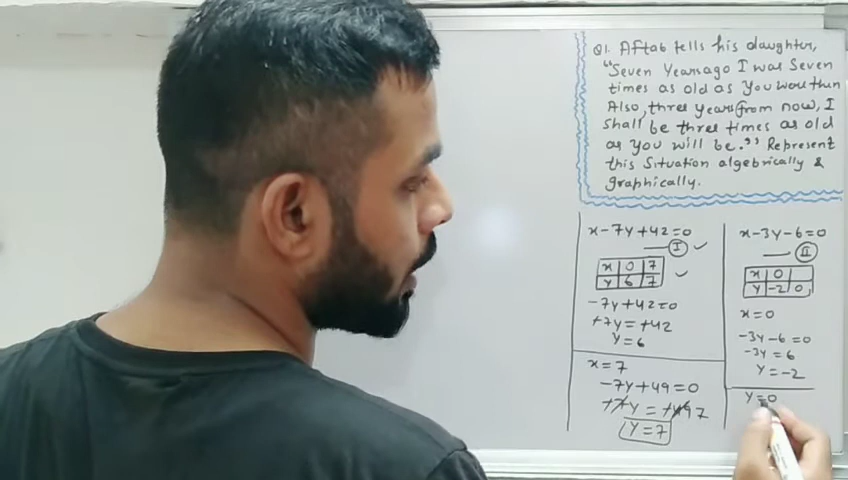 Q1. Aftab tells his daughter,
"Seven Years ago I was Seven
times as old as You were then
Also, three years from now, I
Shall be three times as old
as You will be." Represent
this Situation algebrically &
graphically.
x-7y+42=0
I ✓
x 0 7
y 6 7
✓
-7y+42=0
+7y=+42
y=6
x=7
-7y+49=0
+7y=+49 7
y=7
x-3y-6=0
II
x 0
y -2 0
x=0
-3y-6=0
-3y=6
y=-2
y=0